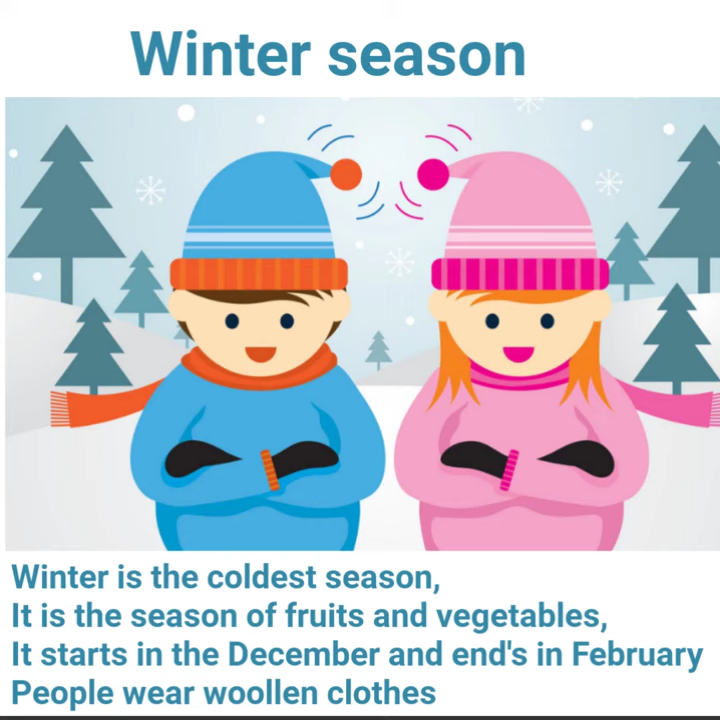 Winter season
Winter is the coldest season,
It is the season of fruits and vegetables,
It starts in the December and end's in February
People wear woollen clothes